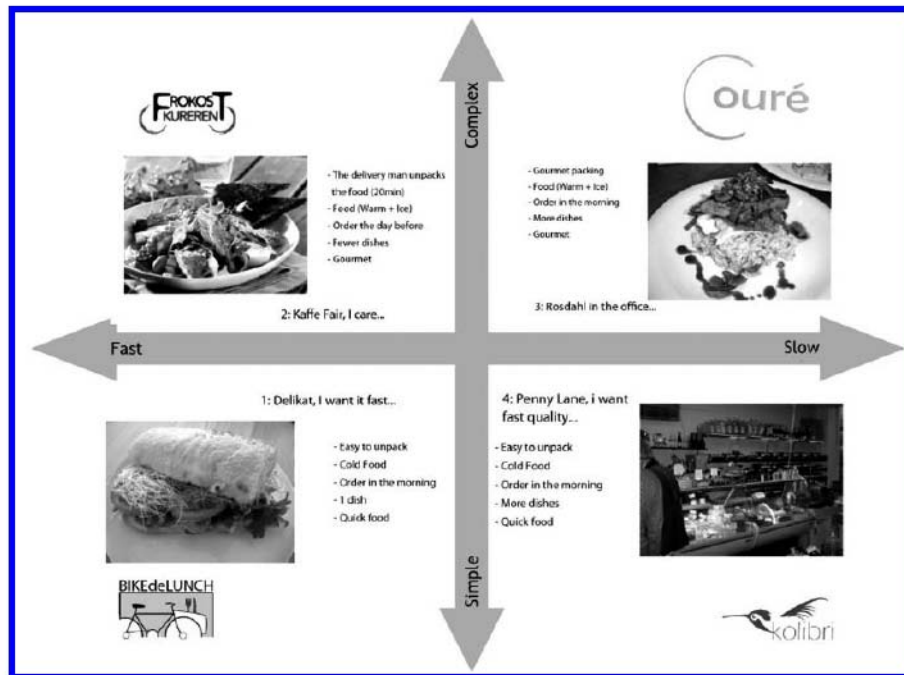 Complex
FROKOST
KUREREN
ouré
- The delivery man unpacks
the food (20min)
- Food (Warm + Ice)
- Order the day before
- Fewer dishes
- Gourmet
- Gourmet packing
- Food (Warm + Ice)
- Order in the morning
- More dishes
- Gourmet
2: Kaffe Fair, I care...
3: Rosdahl in the office...
Fast
Slow
1: Delikat, I want it fast...
- Easy to unpack
- Cold Food
- Order in the morning
- 1 dish
- Quick food
4: Penny Lane, i want
fast quality...
- Easy to unpack
- Cold Food
- Order in the morning
- More dishes
- Quick food
BIKEdeLUNCH
Simple
kolibri